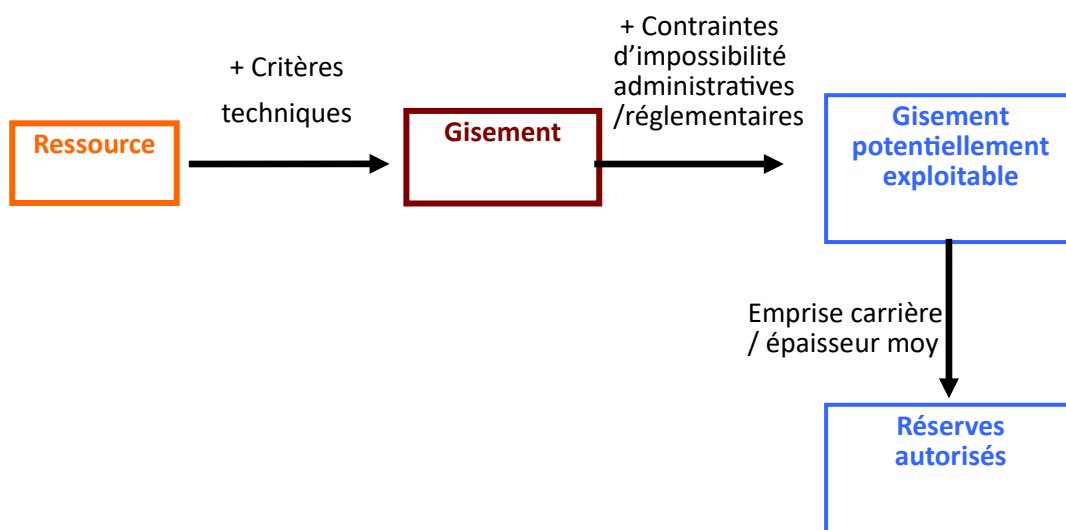 Ressource
+ Critères
techniques
Gisement
+ Contraintes
d’impossibilité
administratives
/réglementaires
Gisement
potentiellement
exploitable
Emprise carrière
/ épaisseur moy
Réserves
autorisés